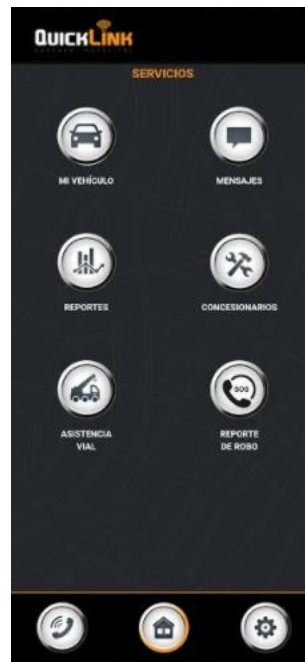 QUICKLINK
SERVICIOS
MI VEHÍCULO
MENSAJES
REPORTES
CONCESIONARIOS
ASISTENCIA
VIAL
SOS
REPORTE
DE ROBO